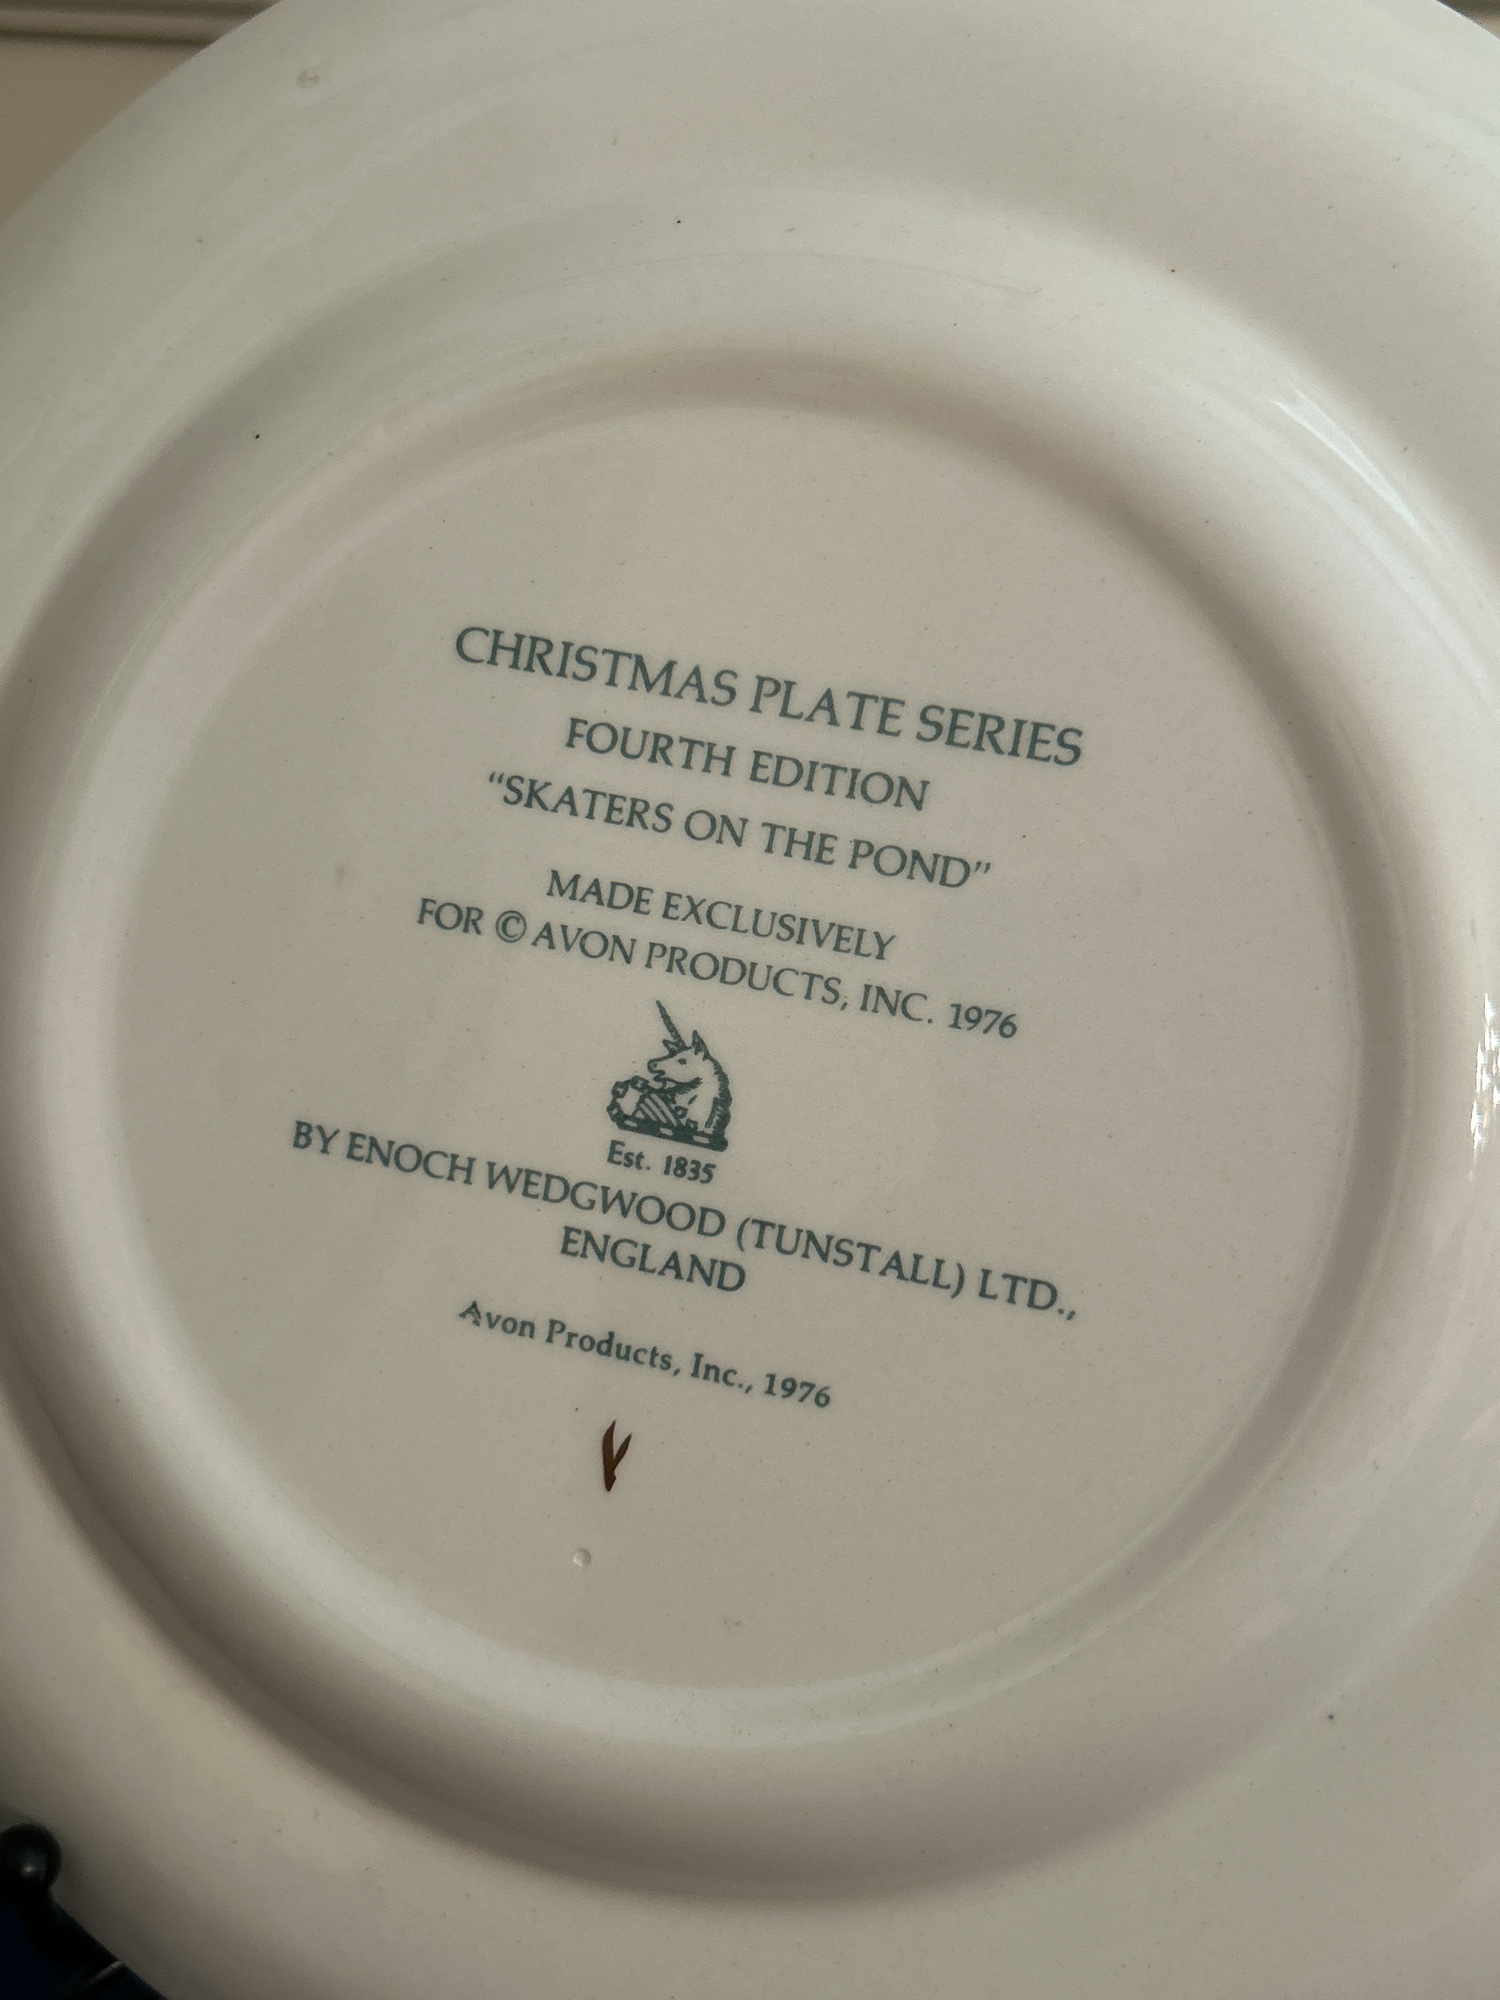 CHRISTMAS PLATE SERIES
FOURTH EDITION
“SKATERS ON THE POND”
MADE EXCLUSIVELY
FOR © AVON PRODUCTS, INC. 1976
Est. 1835
BY ENOCH WEDGWOOD (TUNSTALL) LTD.,
ENGLAND
Avon Products, Inc., 1976